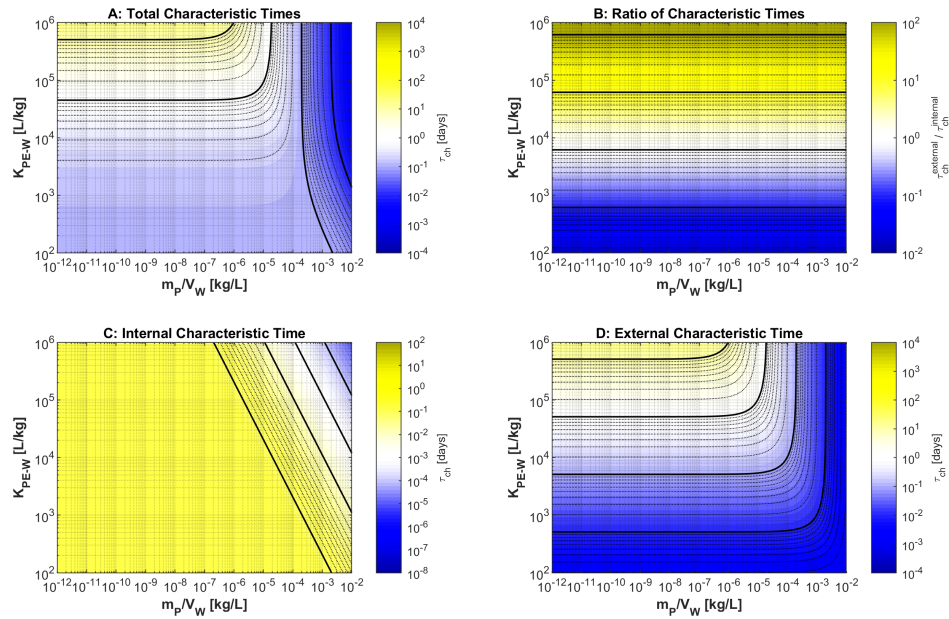 A: Total Characteristic Times
10^6
10^5
10^4
10^3
10^2
K_PE-W [L/kg]
10^-12 10^-11 10^-10 10^-9 10^-8 10^-7 10^-6 10^-5 10^-4 10^-3 10^-2
m_P/V_W [kg/L]
10^4
10^3
10^2
10^1
10^0
10^-1
10^-2
10^-3
10^-4
τ_ch [days]
B: Ratio of Characteristic Times
10^6
10^5
10^4
10^3
10^2
K_PE-W [L/kg]
10^-12 10^-11 10^-10 10^-9 10^-8 10^-7 10^-6 10^-5 10^-4 10^-3 10^-2
m_P/V_W [kg/L]
10^2
10^1
10^0
10^-1
10^-2
τ_ch^external / τ_ch^internal
C: Internal Characteristic Time
10^6
10^5
10^4
10^3
10^2
K_PE-W [L/kg]
10^-12 10^-11 10^-10 10^-9 10^-8 10^-7 10^-6 10^-5 10^-4 10^-3 10^-2
m_P/V_W [kg/L]
10^2
10^1
10^0
10^-1
10^-2
10^-3
10^-4
10^-5
10^-6
10^-7
10^-8
τ_ch [days]
D: External Characteristic Time
10^6
10^5
10^4
10^3
10^2
K_PE-W [L/kg]
10^-12 10^-11 10^-10 10^-9 10^-8 10^-7 10^-6 10^-5 10^-4 10^-3 10^-2
m_P/V_W [kg/L]
10^4
10^3
10^2
10^1
10^0
10^-1
10^-2
10^-3
10^-4
τ_ch [days]